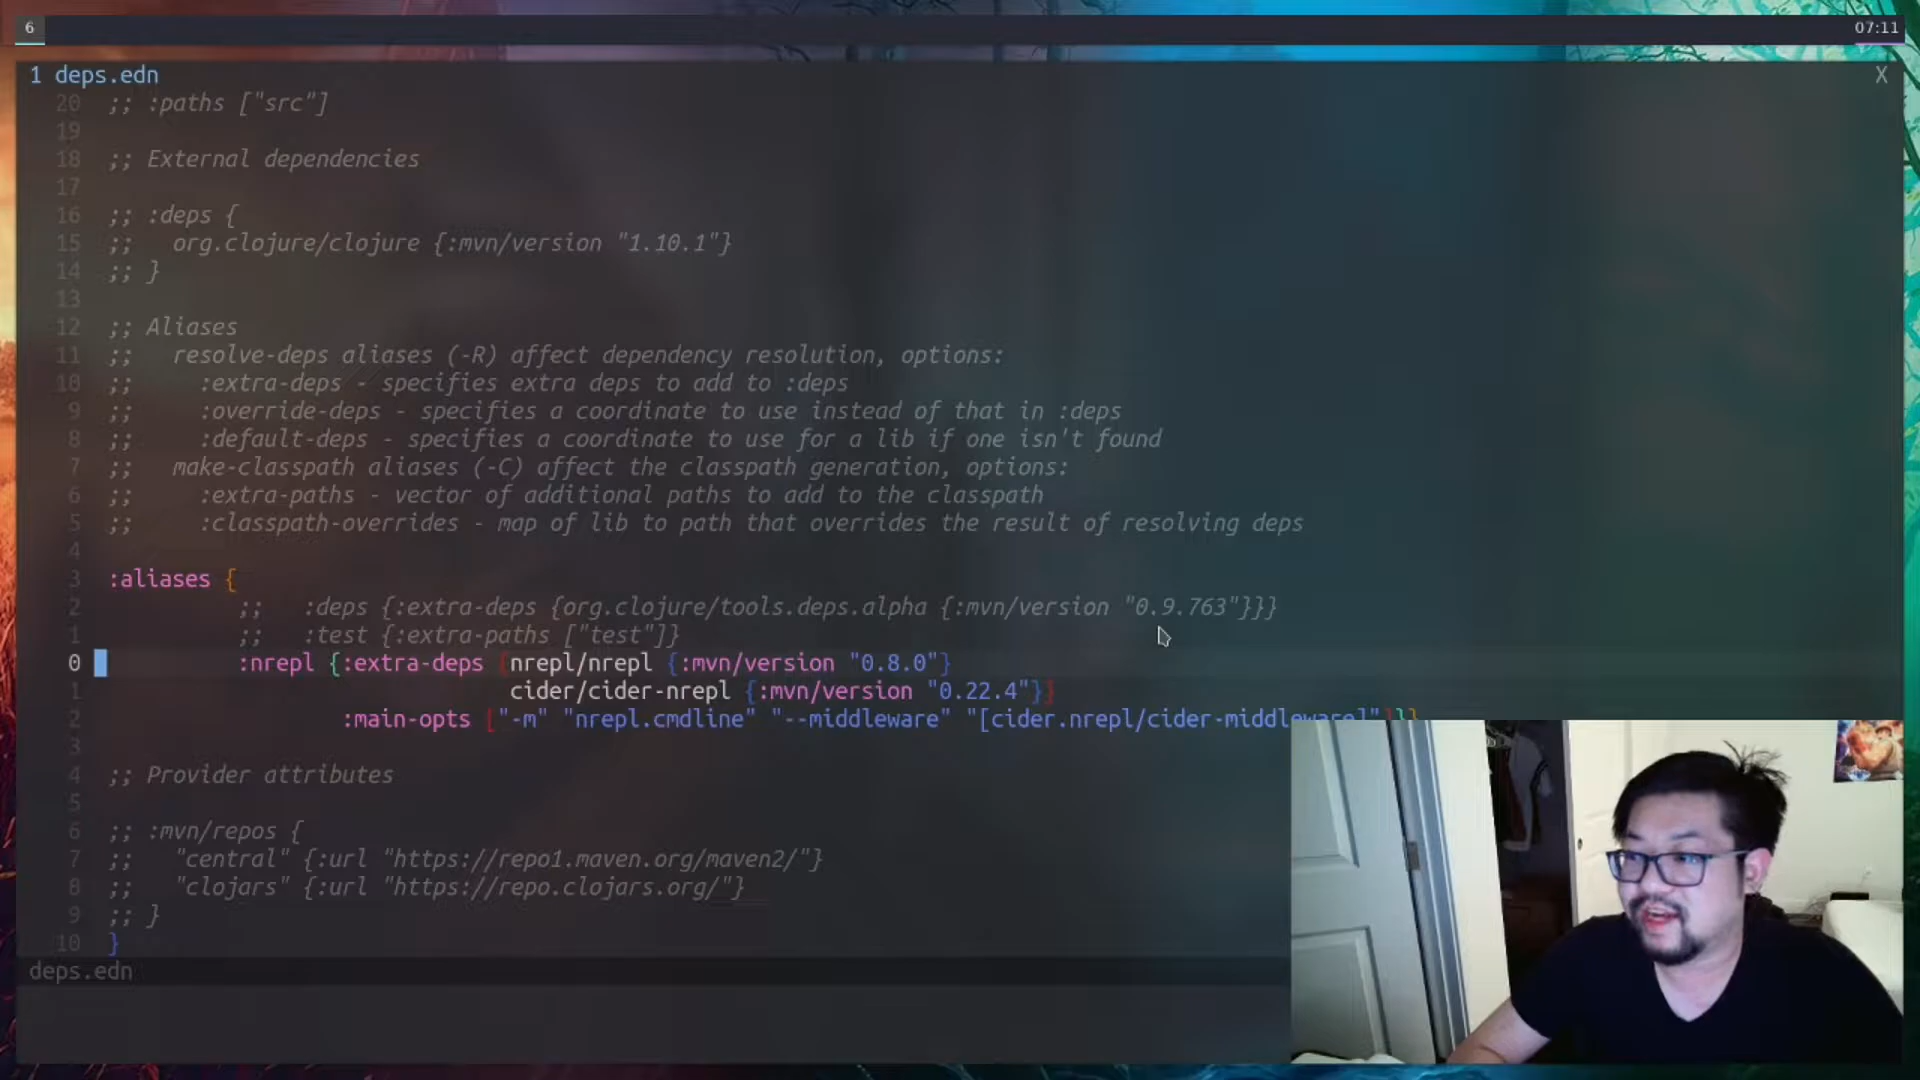 6
07:11
1 deps.edn
X
20 ;; :paths ["src"]
19
18 ;; External dependencies
17
16 ;; :deps {
15 ;;   org.clojure/clojure {:mvn/version "1.10.1"}
14 ;; }
13
12 ;; Aliases
11 ;;   resolve-deps aliases (-R) affect dependency resolution, options:
10 ;;     :extra-deps - specifies extra deps to add to :deps
9 ;;     :override-deps - specifies a coordinate to use instead of that in :deps
8 ;;     :default-deps - specifies a coordinate to use for a lib if one isn't found
7 ;;   make-classpath aliases (-C) affect the classpath generation, options:
6 ;;     :extra-paths - vector of additional paths to add to the classpath
5 ;;     :classpath-overrides - map of lib to path that overrides the result of resolving deps
4
3 :aliases {
2 ;;   :deps {:extra-deps {org.clojure/tools.deps.alpha {:mvn/version "0.9.763"}}}
1 ;;   :test {:extra-paths ["test"]}
0 :nrepl {:extra-deps {nrepl/nrepl {:mvn/version "0.8.0"}
1 cider/cider-nrepl {:mvn/version "0.22.4"}}
2 :main-opts ["-m" "nrepl.cmdline" "--middleware" "[cider.nrepl/cider-middleware]"]}}
3
4 ;; Provider attributes
5
6 ;; :mvn/repos {
7 ;;   "central" {:url "https://repo1.maven.org/maven2/"}
8 ;;   "clojars" {:url "https://repo.clojars.org/"}
9 ;; }
10 }
deps.edn